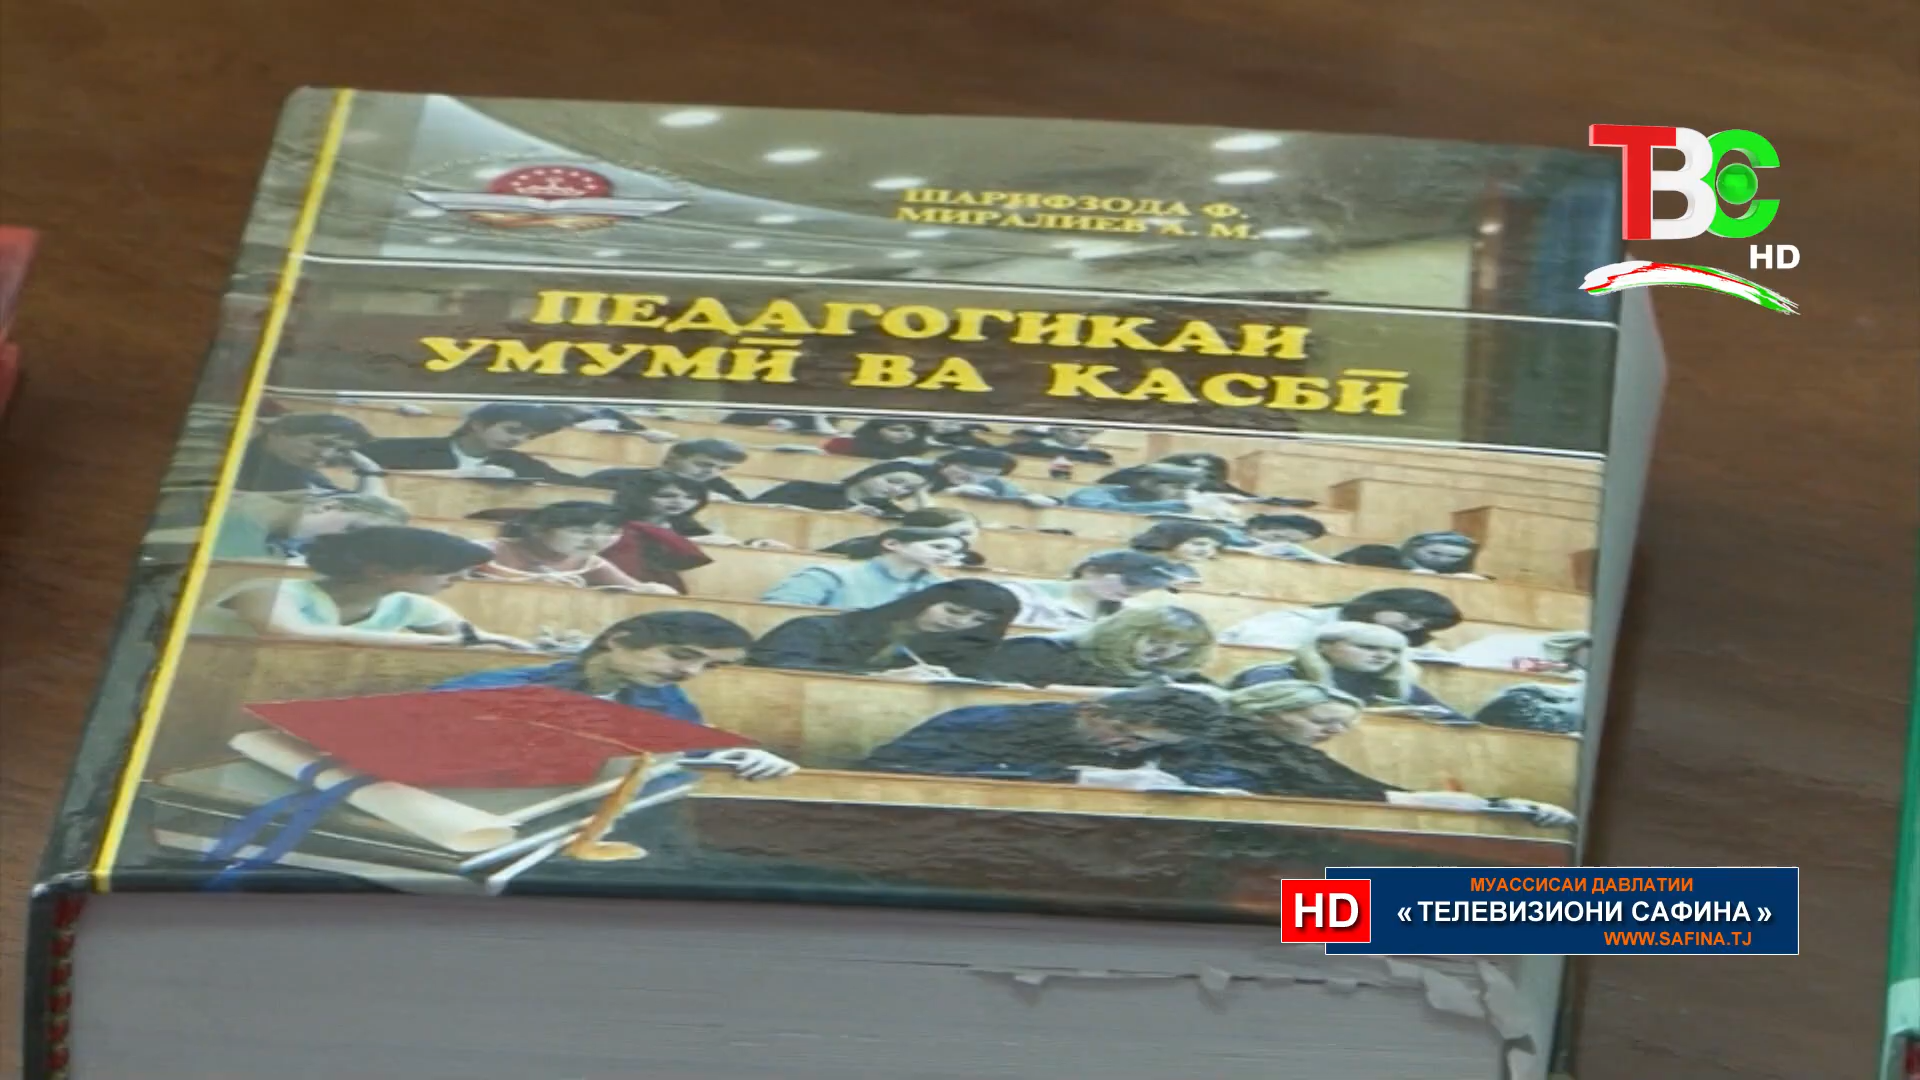 ШАРИФЗОДА Ф.
МИРАЛИЕВ А. М.
ПЕДАГОГИКАИ
УМУМӢ ВА КАСБӢ
ТВС
HD
HD
МУАССИСАИ ДАВЛАТИИ
« ТЕЛЕВИЗИОНИ САФИНА »
WWW.SAFINA.TJ